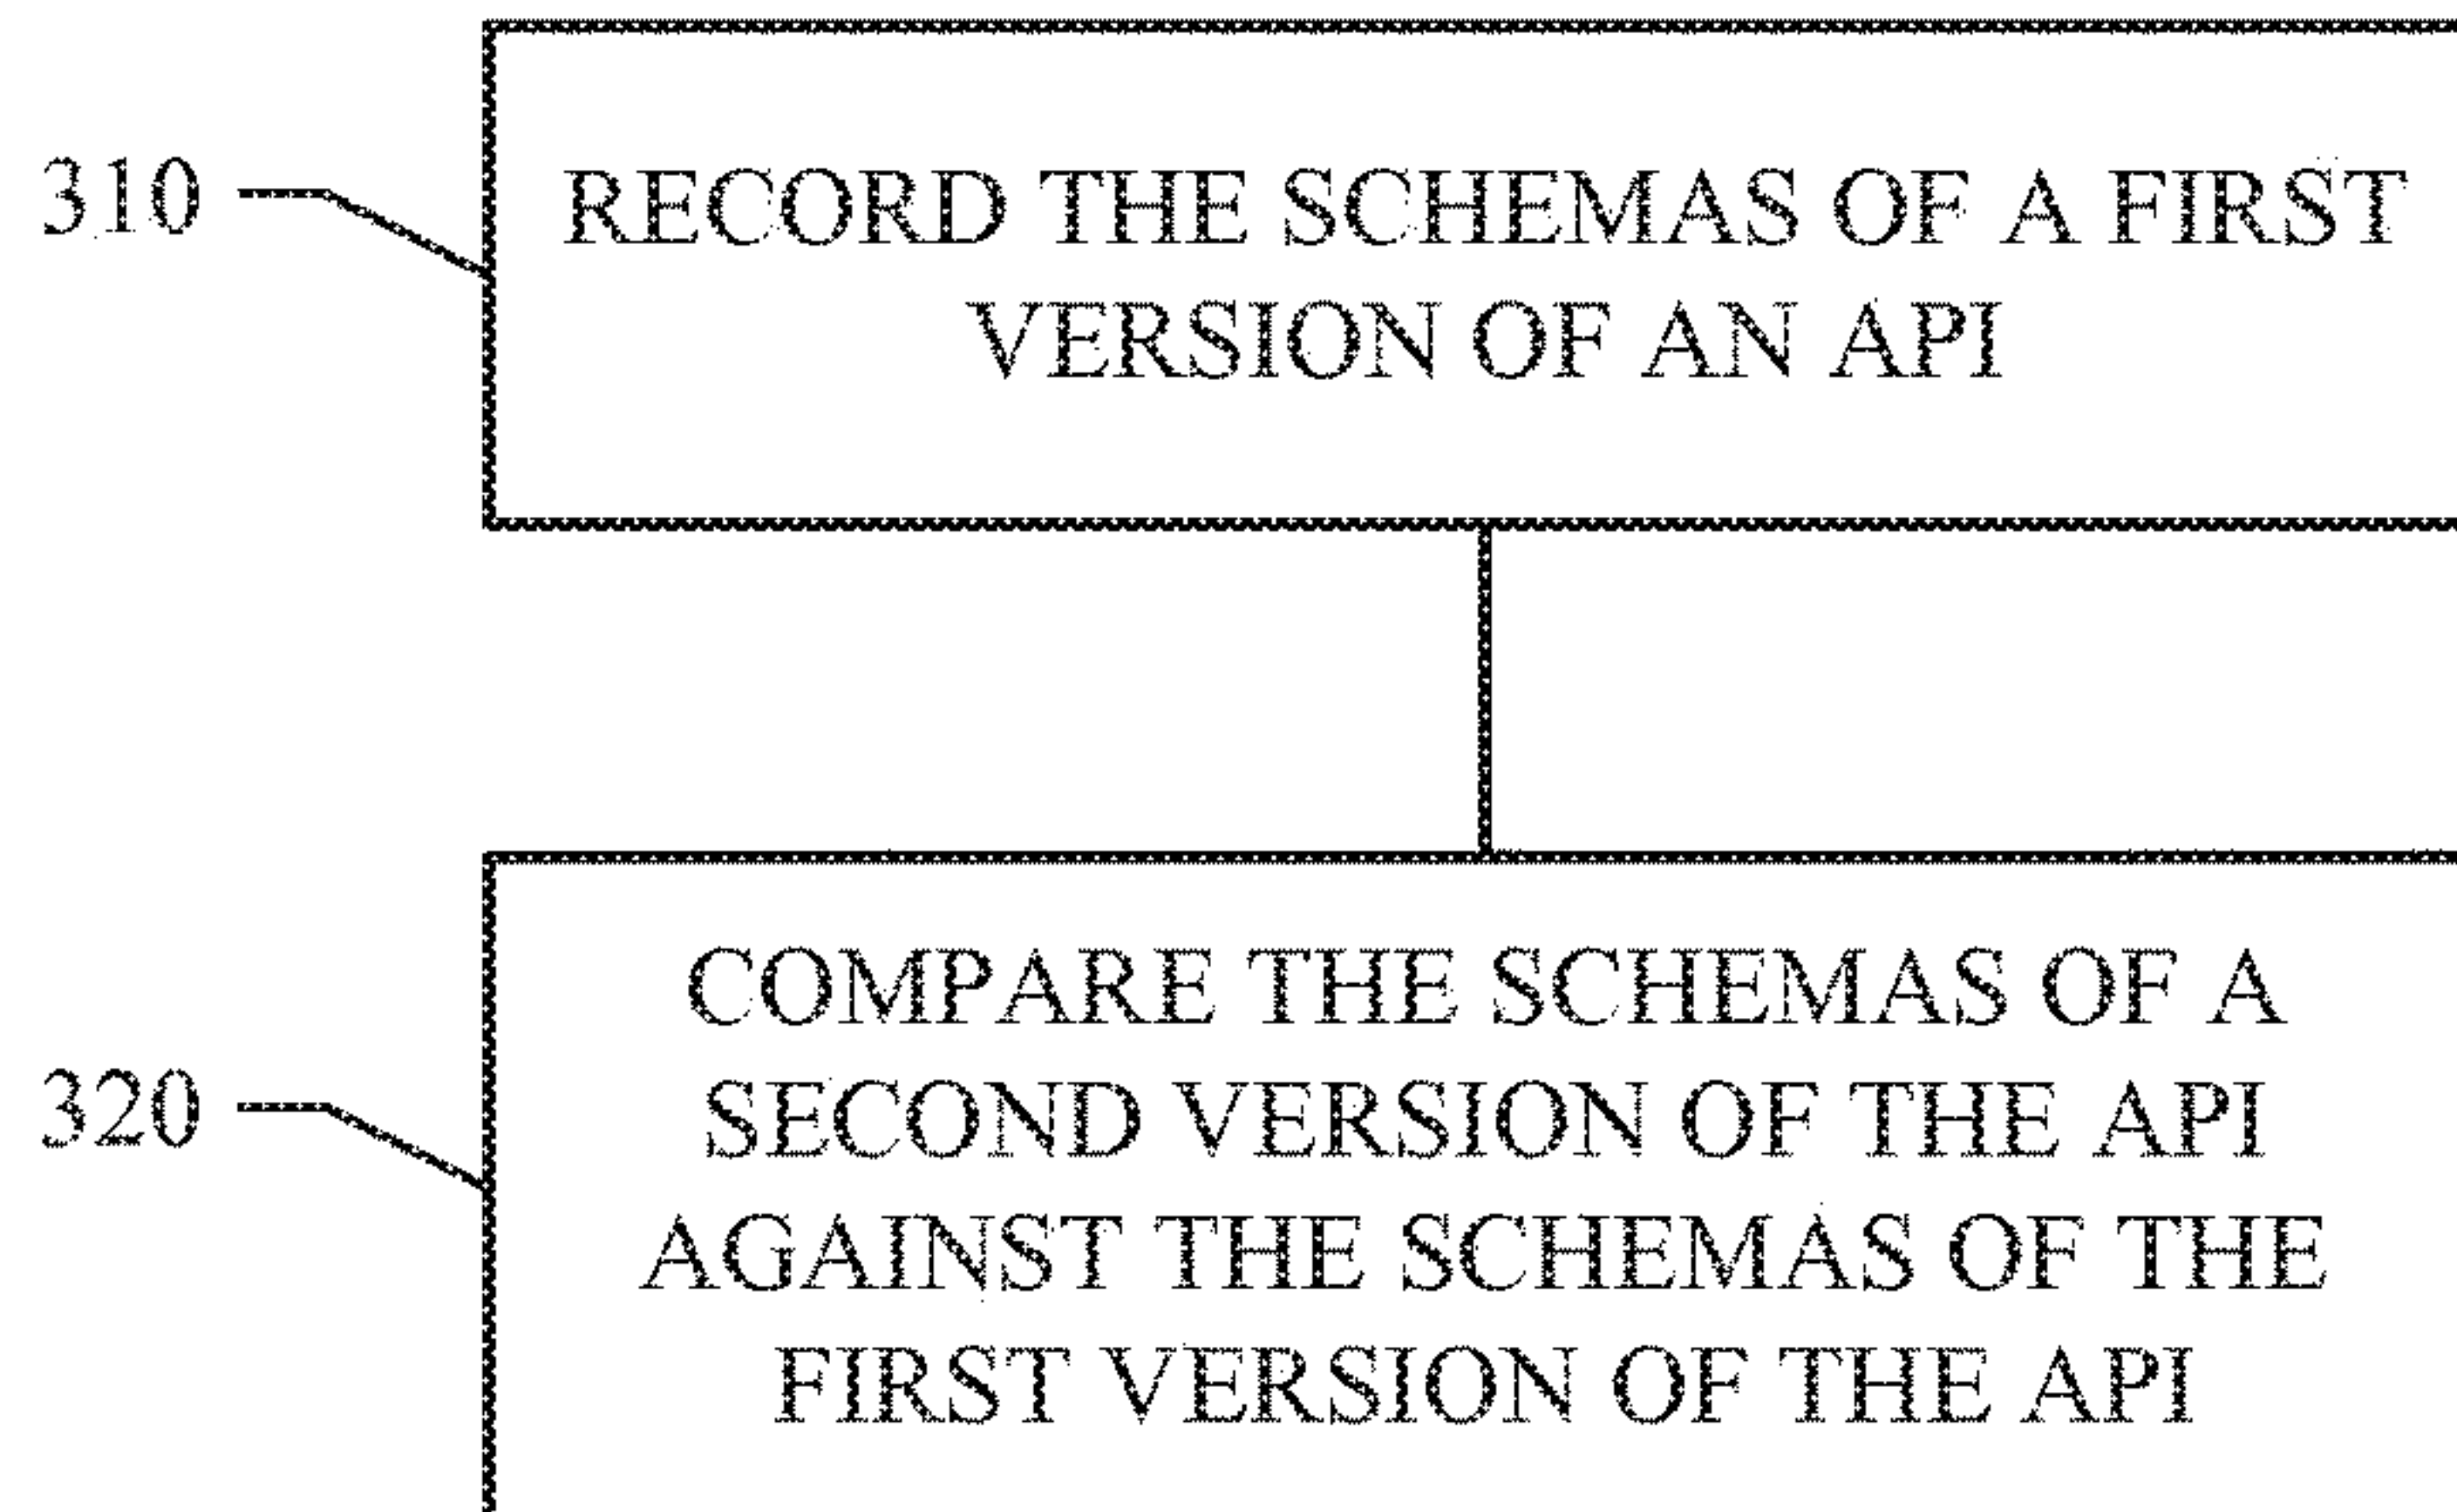 310
RECORD THE SCHEMAS OF A FIRST
VERSION OF AN API
320
COMPARE THE SCHEMAS OF A
SECOND VERSION OF THE API
AGAINST THE SCHEMAS OF THE
FIRST VERSION OF THE API